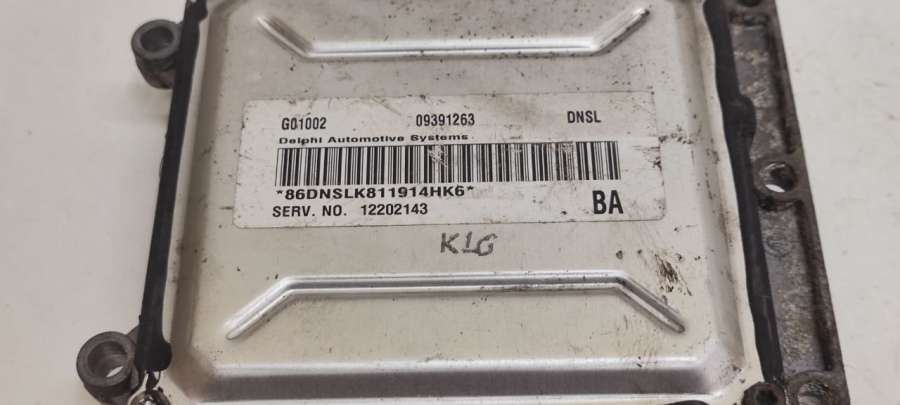 G01002 09391263 DNSL
Delphi Automotive Systems
*86DNSLK811914HK6*
SERV. NO. 12202143 BA
K1G